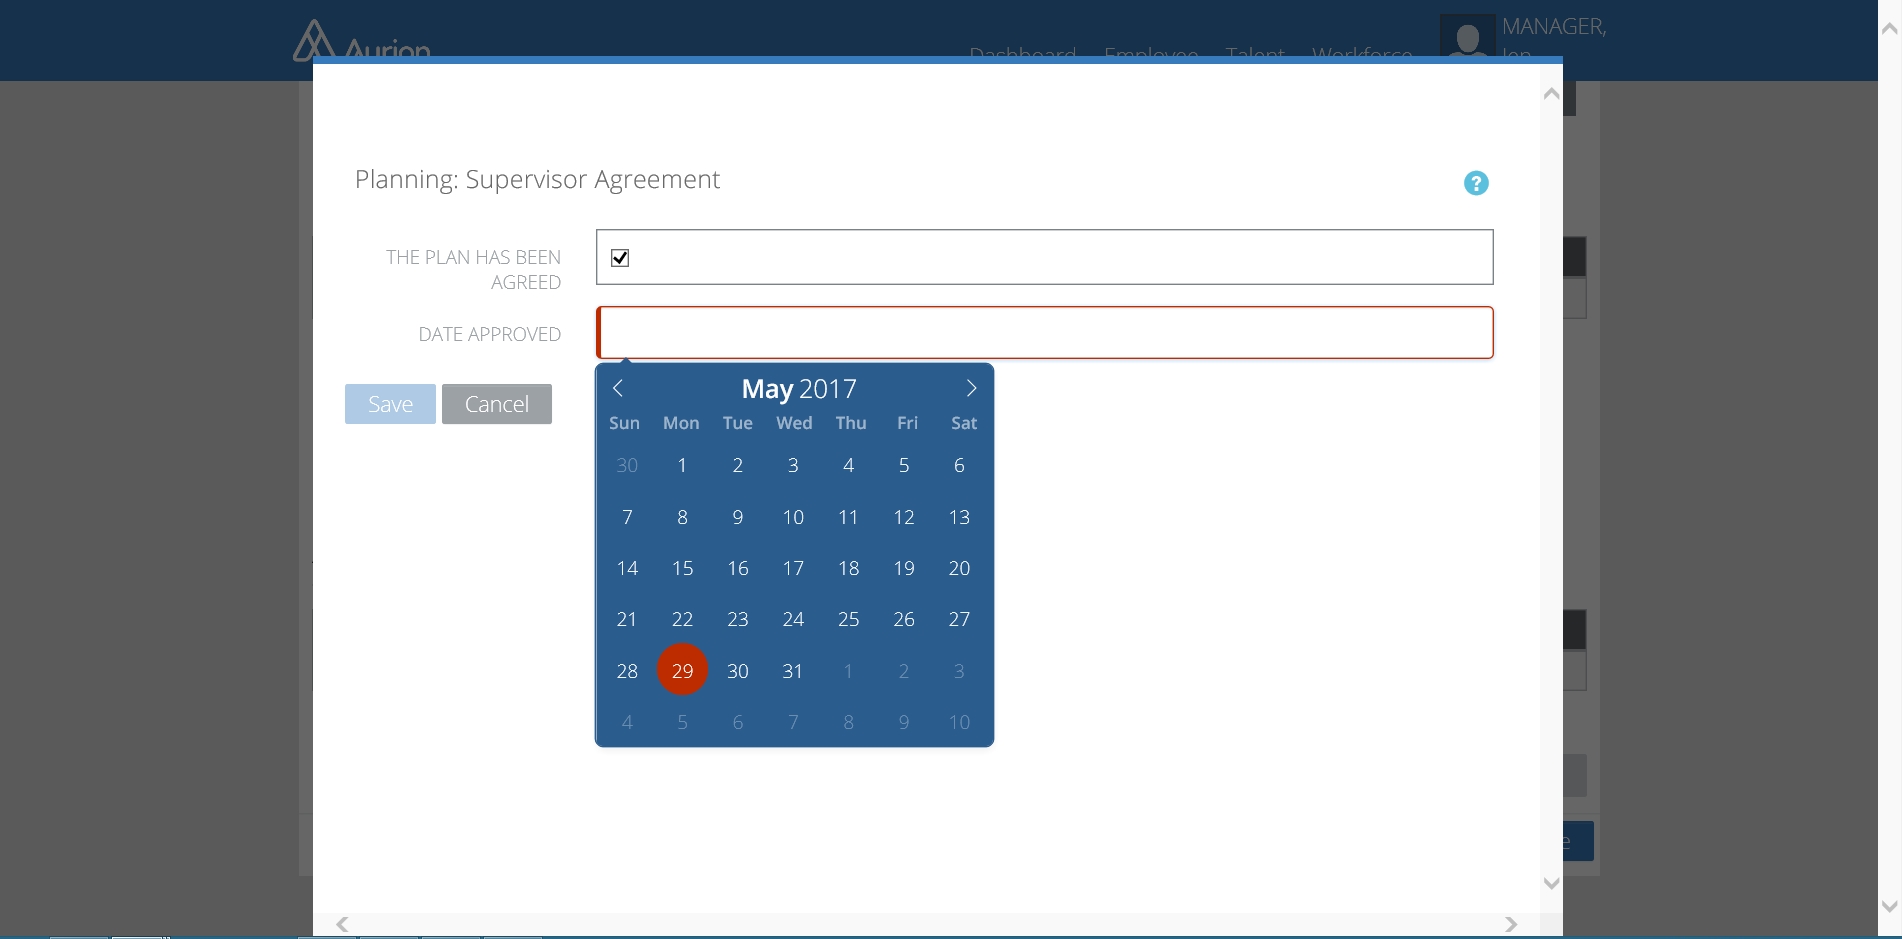 Aurion
Dashboard Employee Talent Workforce
MANAGER,
Jen
Planning: Supervisor Agreement
?
THE PLAN HAS BEEN
AGREED
DATE APPROVED
Save Cancel
May 2017
Sun Mon Tue Wed Thu Fri Sat
30 1 2 3 4 5 6
7 8 9 10 11 12 13
14 15 16 17 18 19 20
21 22 23 24 25 26 27
28 29 30 31 1 2 3
4 5 6 7 8 9 10